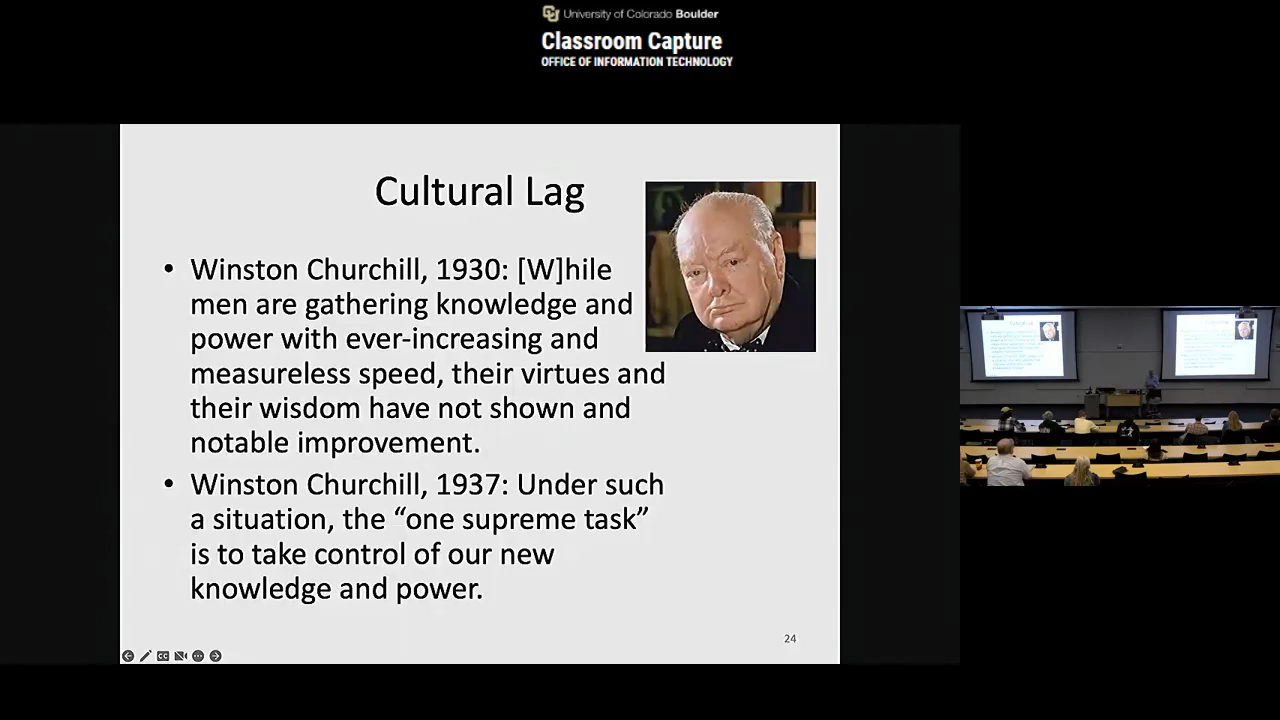 University of Colorado Boulder
Classroom Capture
OFFICE OF INFORMATION TECHNOLOGY
Cultural Lag
• Winston Churchill, 1930: [W]hile
men are gathering knowledge and
power with ever-increasing and
measureless speed, their virtues and
their wisdom have not shown and
notable improvement.
• Winston Churchill, 1937: Under such
a situation, the “one supreme task”
is to take control of our new
knowledge and power.
24